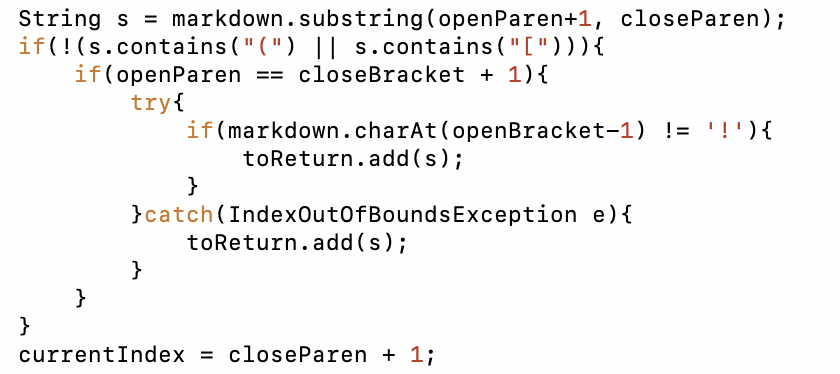 String s = markdown.substring(openParen+1, closeParen);
if(!(s.contains("(") || s.contains("["))){
    if(openParen == closeBracket + 1){
        try{
            if(markdown.charAt(openBracket-1) != '!'){
                toReturn.add(s);
            }
        }catch(IndexOutOfBoundsException e){
            toReturn.add(s);
        }
    }
}
currentIndex = closeParen + 1;